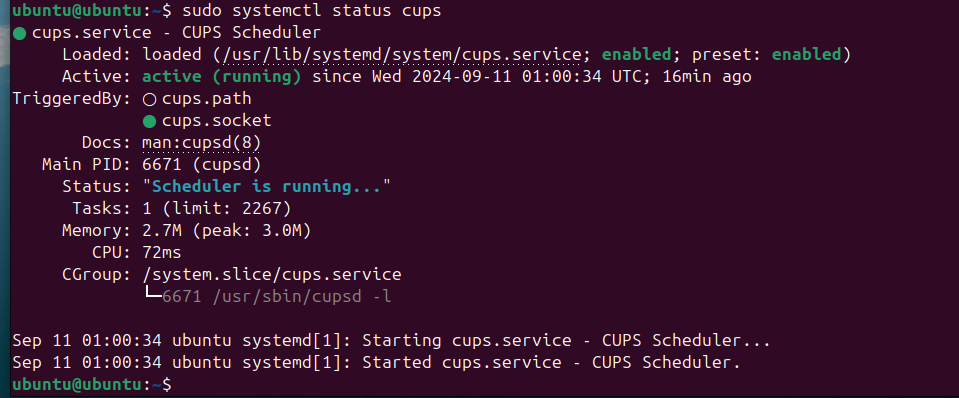 ubuntu@ubuntu:~$ sudo systemctl status cups
● cups.service - CUPS Scheduler
     Loaded: loaded (/usr/lib/systemd/system/cups.service; enabled; preset: enabled)
     Active: active (running) since Wed 2024-09-11 01:00:34 UTC; 16min ago
TriggeredBy: ○ cups.path
             ● cups.socket
       Docs: man:cupsd(8)
   Main PID: 6671 (cupsd)
     Status: "Scheduler is running..."
      Tasks: 1 (limit: 2267)
     Memory: 2.7M (peak: 3.0M)
        CPU: 72ms
     CGroup: /system.slice/cups.service
             └─6671 /usr/sbin/cupsd -l

Sep 11 01:00:34 ubuntu systemd[1]: Starting cups.service - CUPS Scheduler...
Sep 11 01:00:34 ubuntu systemd[1]: Started cups.service - CUPS Scheduler.
ubuntu@ubuntu:~$